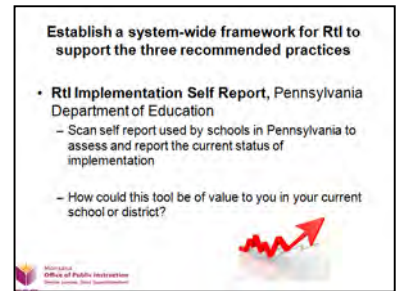 Establish a system-wide framework for RtI to
support the three recommended practices
• RtI Implementation Self Report, Pennsylvania
Department of Education
– Scan self report used by schools in Pennsylvania to
assess and report the current status of
implementation
– How could this tool be of value to you in your current
school or district?
Montana
Office of Public Instruction